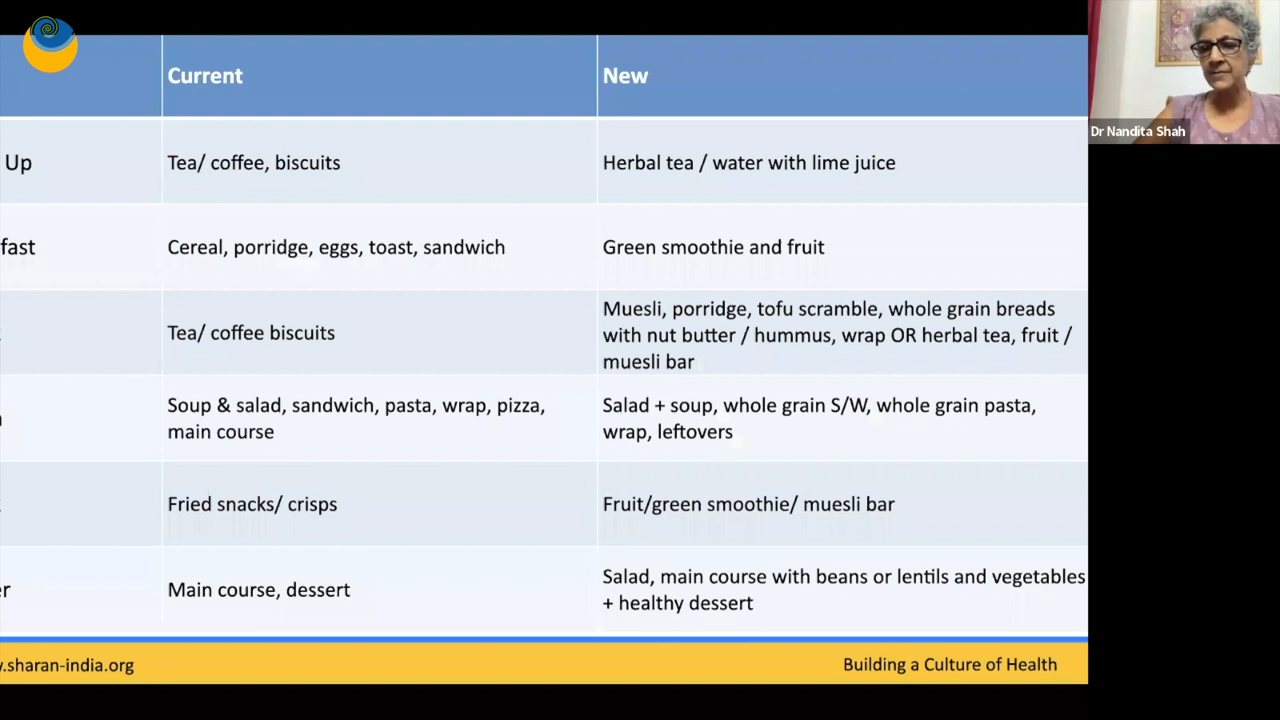 Current New
Up Tea/ coffee, biscuits Herbal tea / water with lime juice
fast Cereal, porridge, eggs, toast, sandwich Green smoothie and fruit
Tea/ coffee biscuits
Muesli, porridge, tofu scramble, whole grain breads
with nut butter / hummus, wrap OR herbal tea, fruit /
muesli bar
Soup & salad, sandwich, pasta, wrap, pizza,
main course
Salad + soup, whole grain S/W, whole grain pasta,
wrap, leftovers
Fried snacks/ crisps Fruit/green smoothie/ muesli bar
er Main course, dessert
Salad, main course with beans or lentils and vegetables
+ healthy dessert
.sharan-india.org Building a Culture of Health
Dr Nandita Shah